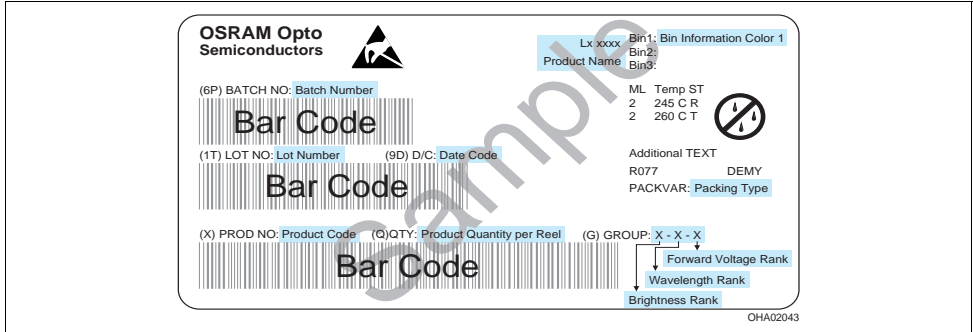 OSRAM Opto
Semiconductors
Lx xxxx
Product Name
Bin1: Bin Information Color 1
Bin2:
Bin3:
(6P) BATCH NO: Batch Number
Bar Code
ML Temp ST
2 245 C R
2 260 C T
(1T) LOT NO: Lot Number (9D) D/C: Date Code
Bar Code
Additional TEXT
R077 DEMY
PACKVAR: Packing Type
(X) PROD NO: Product Code (Q)QTY: Product Quantity per Reel (G) GROUP: X - X - X
Bar Code
Forward Voltage Rank
Wavelength Rank
Brightness Rank
Sample
OHA02043